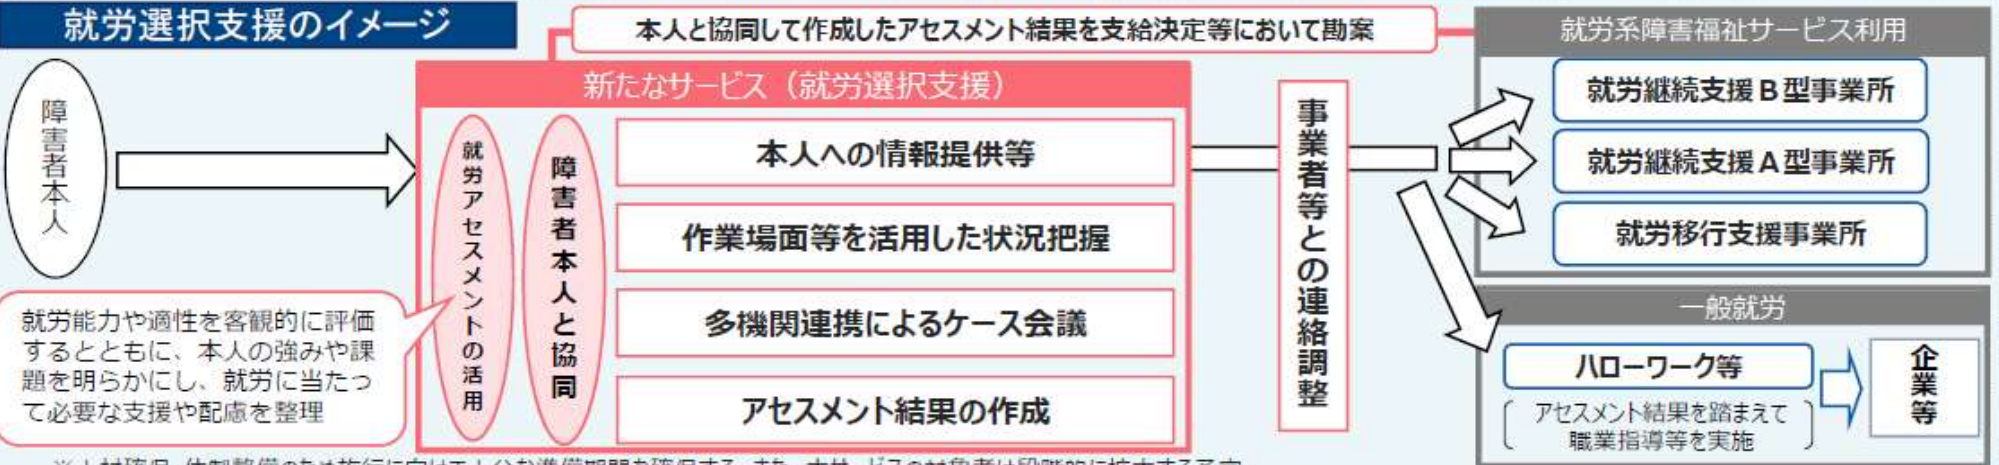 就労選択支援のイメージ
本人と協同して作成したアセスメント結果を支給決定等において勘案
障害者本人
新たなサービス（就労選択支援）
就労アセスメントの活用
障害者本人と協同
本人への情報提供等
作業場面等を活用した状況把握
多機関連携によるケース会議
アセスメント結果の作成
就労能力や適性を客観的に評価
するとともに、本人の強みや課
題を明らかにし、就労に当たっ
て必要な支援や配慮を整理
事業者等との連絡調整
就労系障害福祉サービス利用
就労継続支援Ｂ型事業所
就労継続支援Ａ型事業所
就労移行支援事業所
一般就労
ハローワーク等
アセスメント結果を踏まえて
職業指導等を実施
企業等